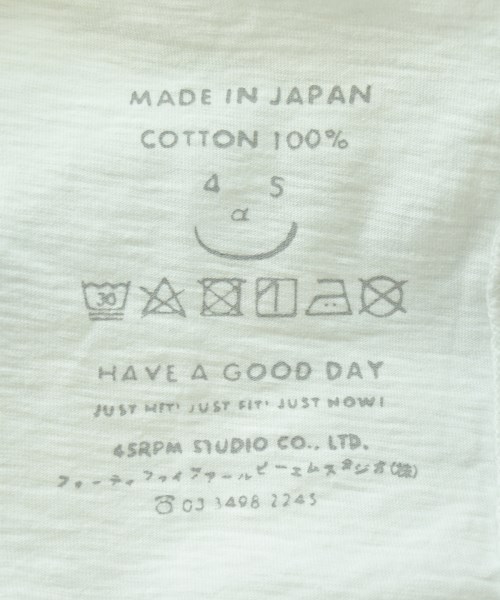 MADE IN JAPAN
COTTON 100%
4 5
α
30
HAVE A GOOD DAY
JUST HIT! JUST FIT! JUST NOW!
45RPM STUDIO CO., LTD.
フォーティファイブアールピーエムスタジオ(株)
☎03 3498 2245